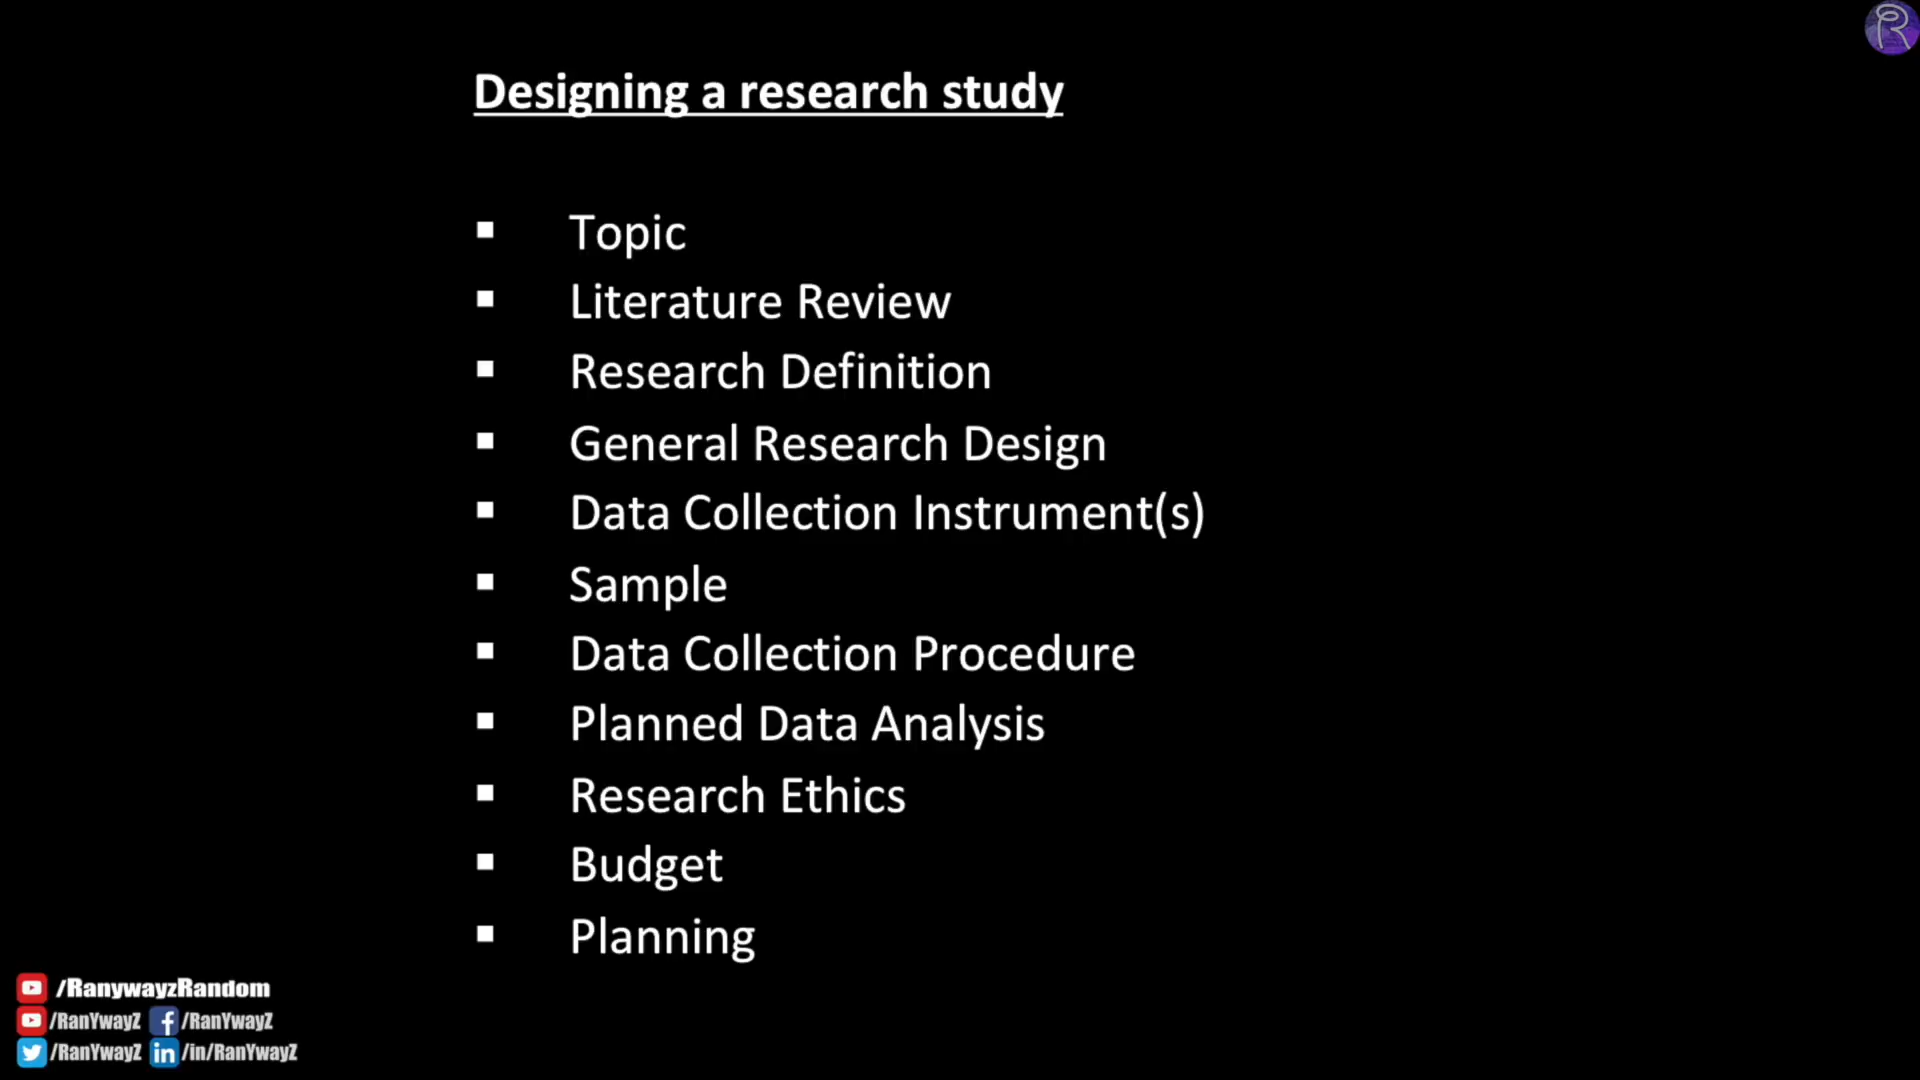 Designing a research study
▪ Topic
▪ Literature Review
▪ Research Definition
▪ General Research Design
▪ Data Collection Instrument(s)
▪ Sample
▪ Data Collection Procedure
▪ Planned Data Analysis
▪ Research Ethics
▪ Budget
▪ Planning
/RanywayzRandom
/RanYwayZ /RanYwayZ
/RanYwayZ /in/RanYwayZ